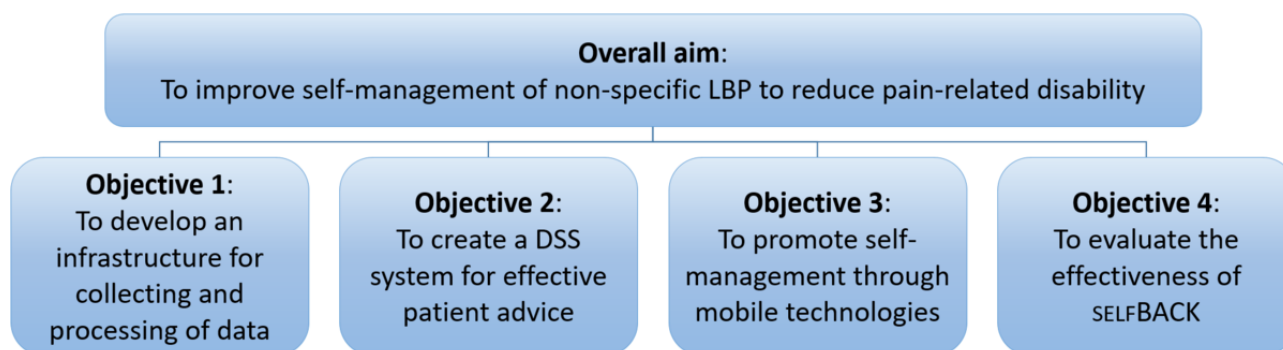 Overall aim:
To improve self-management of non-specific LBP to reduce pain-related disability
Objective 1:
To develop an
infrastructure for
collecting and
processing of data
Objective 2:
To create a DSS
system for effective
patient advice
Objective 3:
To promote self-
management through
mobile technologies
Objective 4:
To evaluate the
effectiveness of
SELFBACK